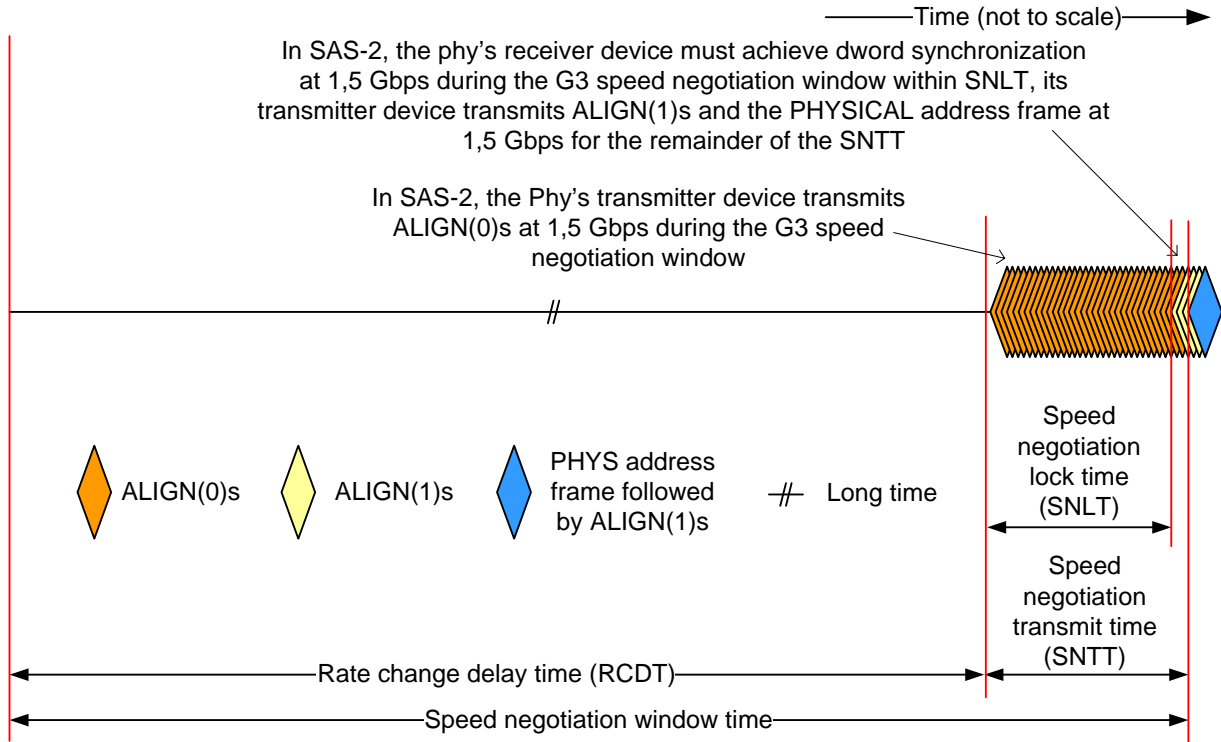 Time (not to scale)
In SAS-2, the phy's receiver device must achieve dword synchronization
at 1,5 Gbps during the G3 speed negotiation window within SNLT, its
transmitter device transmits ALIGN(1)s and the PHYSICAL address frame at
1,5 Gbps for the remainder of the SNTT
In SAS-2, the Phy's transmitter device transmits
ALIGN(0)s at 1,5 Gbps during the G3 speed
negotiation window
ALIGN(0)s
ALIGN(1)s
PHYS address
frame followed
by ALIGN(1)s
Long time
Speed
negotiation
lock time
(SNLT)
Speed
negotiation
transmit time
(SNTT)
Rate change delay time (RCDT)
Speed negotiation window time